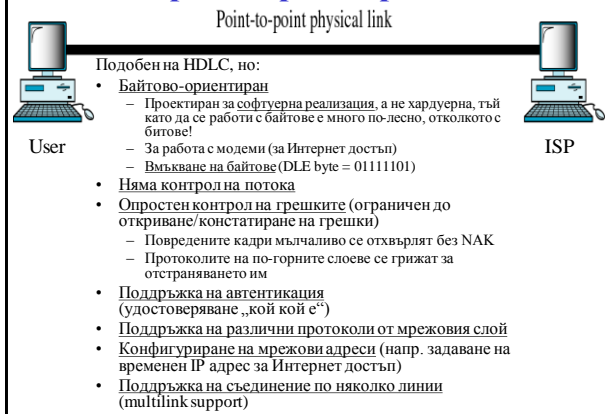 Point-to-point physical link
Подобен на HDLC, но:
• Байтово-ориентиран
– Проектиран за софтуерна реализация, а не хардуерна, тъй
като да се работи с байтове е много по-лесно, отколкото с
битове!
– За работа с модеми (за Интернет достъп)
– Вмъкване на байтове (DLE byte = 01111101)
User
ISP
• Няма контрол на потока
• Опростен контрол на грешките (ограничен до
откриване/констатиране на грешки)
– Повредените кадри мълчаливо се отхвърлят без NAK
– Протоколите на по-горните слоеве се грижат за
отстраняването им
• Поддръжка на автентикация
(удостоверяване „кой кой е“)
• Поддръжка на различни протоколи от мрежовия слой
• Конфигуриране на мрежови адреси (напр. задаване на
временен IP адрес за Интернет достъп)
• Поддръжка на съединение по няколко линии
(multilink support)